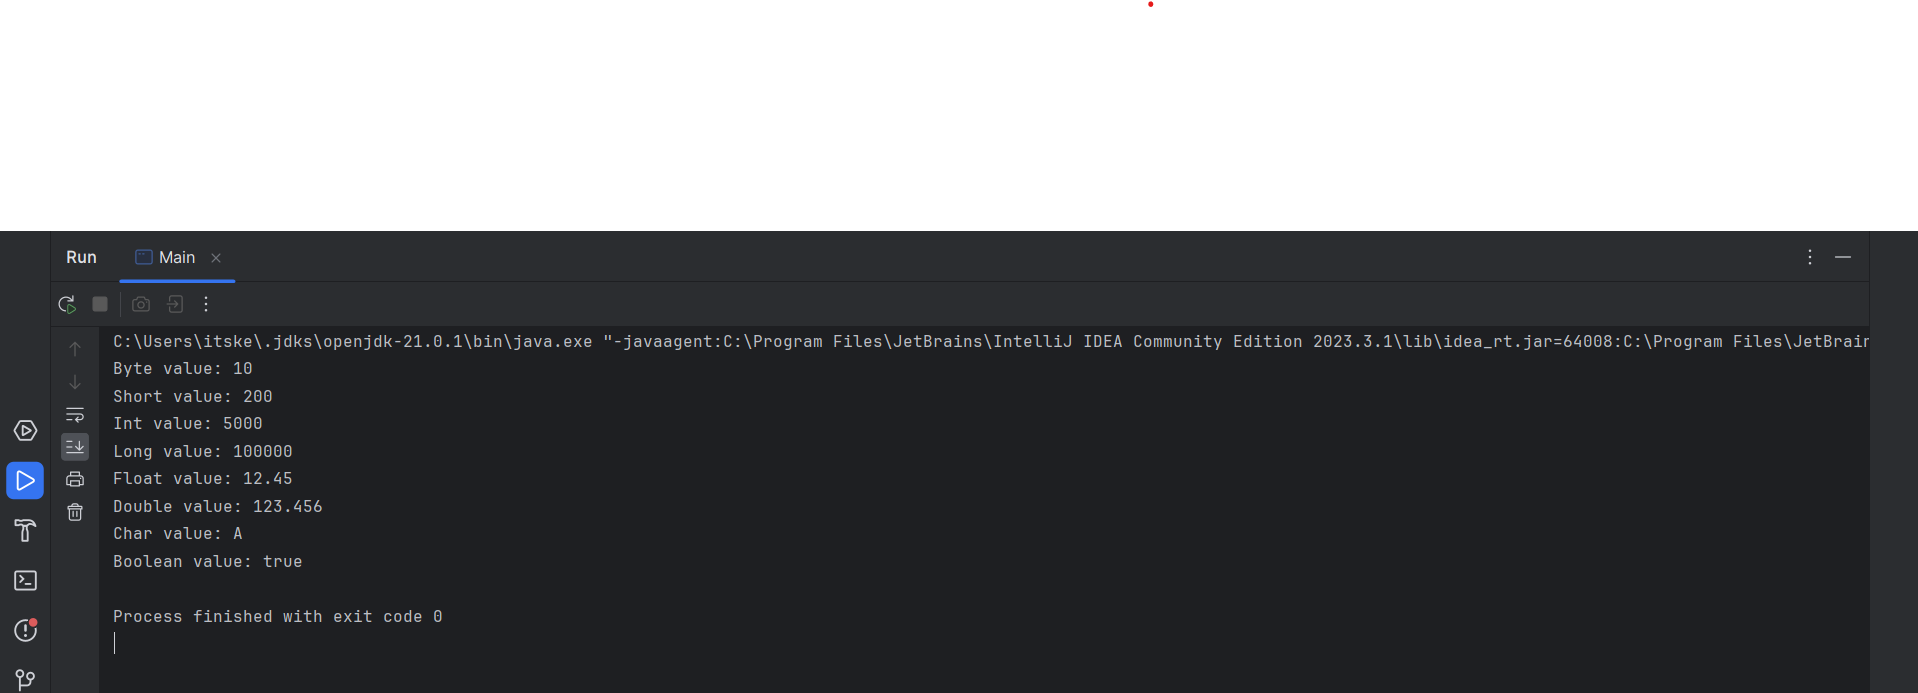 Run Main
C:\Users\itske\.jdks\openjdk-21.0.1\bin\java.exe "-javaagent:C:\Program Files\JetBrains\IntelliJ IDEA Community Edition 2023.3.1\lib\idea_rt.jar=64008:C:\Program Files\JetBrain
Byte value: 10
Short value: 200
Int value: 5000
Long value: 100000
Float value: 12.45
Double value: 123.456
Char value: A
Boolean value: true
Process finished with exit code 0